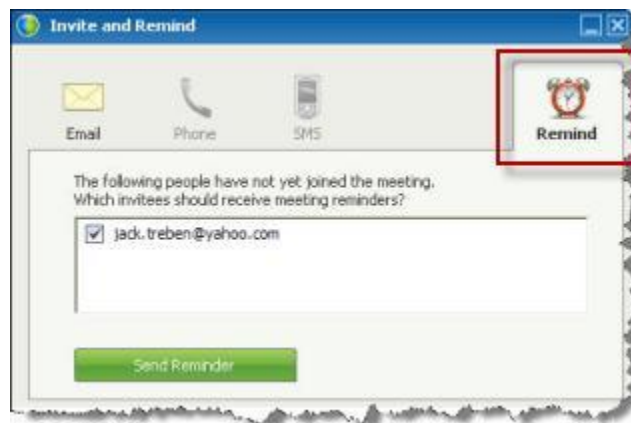 Invite and Remind
Email
Phone
SMS
Remind
The following people have not yet joined the meeting.
Which invitees should receive meeting reminders?
jack.treben@yahoo.com
Send Reminder